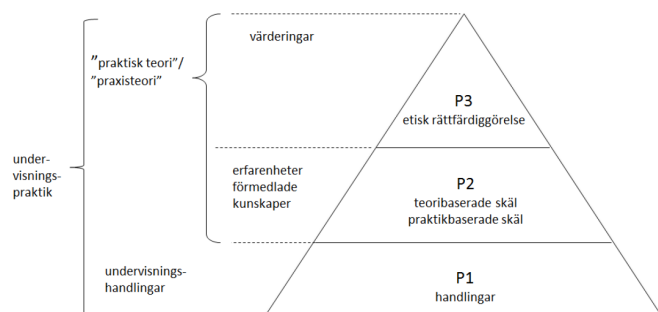 värderingar
”praktisk teori”/
”praxisteori”
P3
etisk rättfärdiggörelse
under-
visnings-
praktik
erfarenheter
förmedlade
kunskaper
P2
teoribaserade skäl
praktikbaserade skäl
undervisnings-
handlingar
P1
handlingar